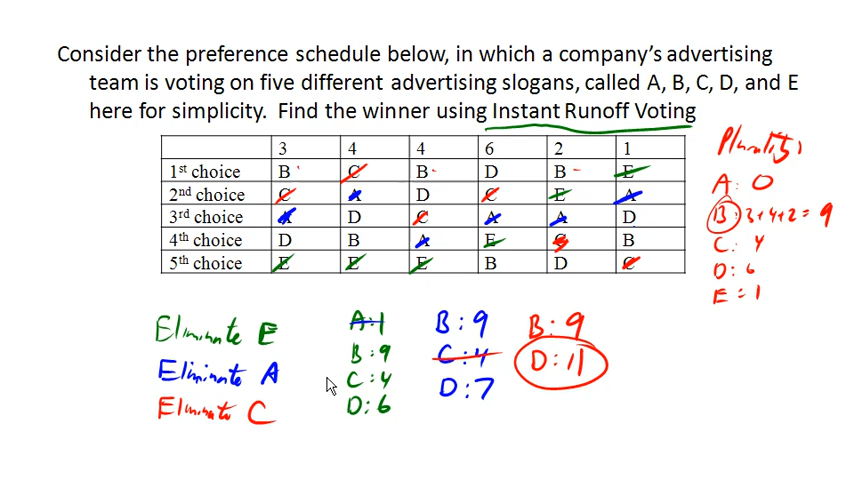 Consider the preference schedule below, in which a company's advertising
team is voting on five different advertising slogans, called A, B, C, D, and E
here for simplicity. Find the winner using Instant Runoff Voting
3 4 4 6 2 1
1st choice B C B D B E
2nd choice C A D C E A
3rd choice A D C A A D
4th choice D B A E C B
5th choice E E E B D C
Plurality:
A: 0
B: 3+4+2=9
C: 4
D: 6
E=1
Eliminate E
Eliminate A
Eliminate C
A:1
B:9
C:4
D:6
B:9
C:4
D:7
B:9
D:11